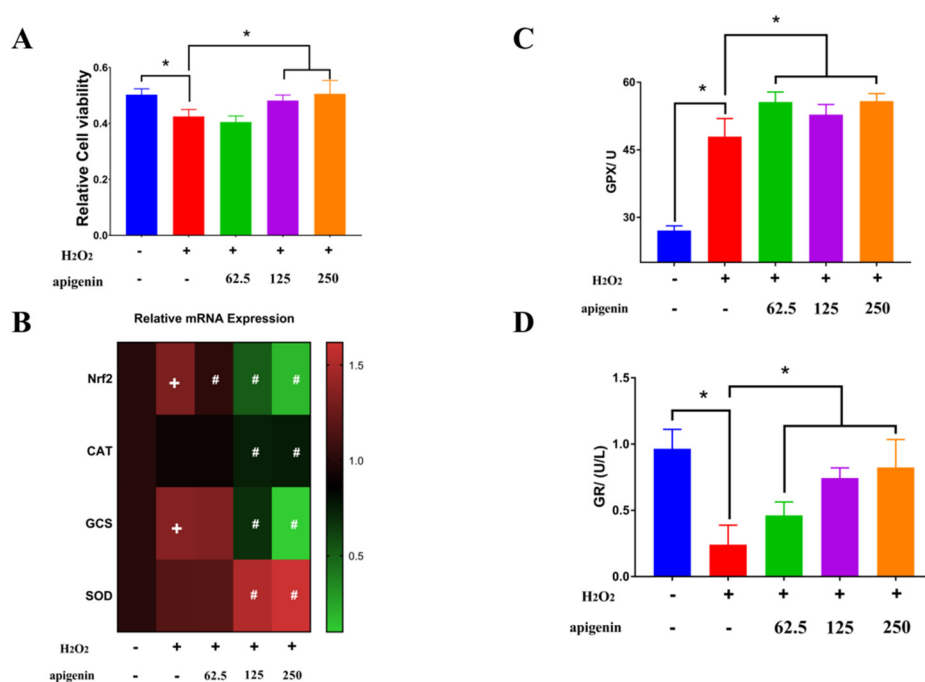 A
*
*
Relative Cell viability
0.6
0.4
0.2
0.0
H₂O₂ - + + + +
apigenin - - 62.5 125 250
B
Relative mRNA Expression
Nrf2 + # # #
CAT # #
GCS + # #
SOD # #
1.5
1.0
0.5
H₂O₂ - + + + +
apigenin - - 62.5 125 250
C
*
*
GPX/ U
60
45
30
H₂O₂ - + + + +
apigenin - - 62.5 125 250
D
*
*
GR/ (U/L)
1.5
1.0
0.5
0.0
H₂O₂ - + + + +
apigenin - - 62.5 125 250